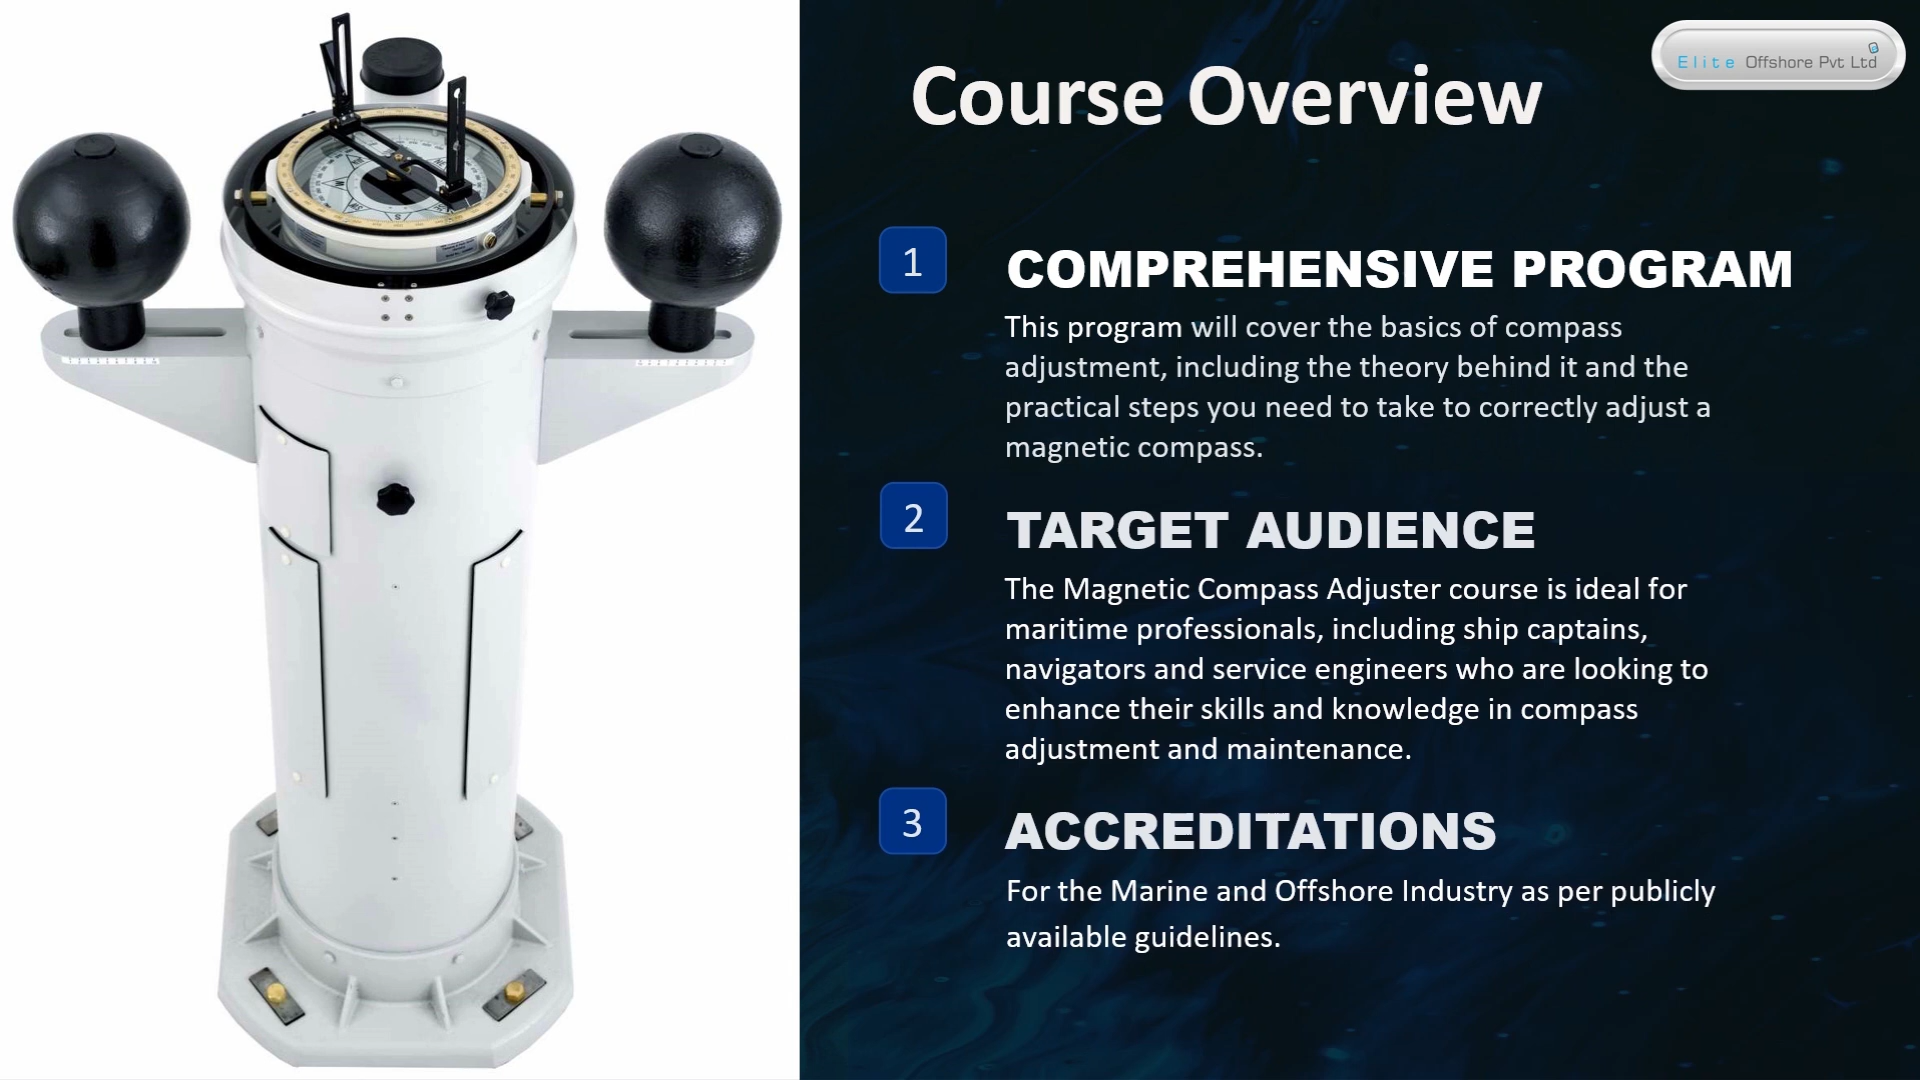 Elite Offshore Pvt Ltd
Course Overview
1
COMPREHENSIVE PROGRAM
This program will cover the basics of compass
adjustment, including the theory behind it and the
practical steps you need to take to correctly adjust a
magnetic compass.
2
TARGET AUDIENCE
The Magnetic Compass Adjuster course is ideal for
maritime professionals, including ship captains,
navigators and service engineers who are looking to
enhance their skills and knowledge in compass
adjustment and maintenance.
3
ACCREDITATIONS
For the Marine and Offshore Industry as per publicly
available guidelines.
W
S